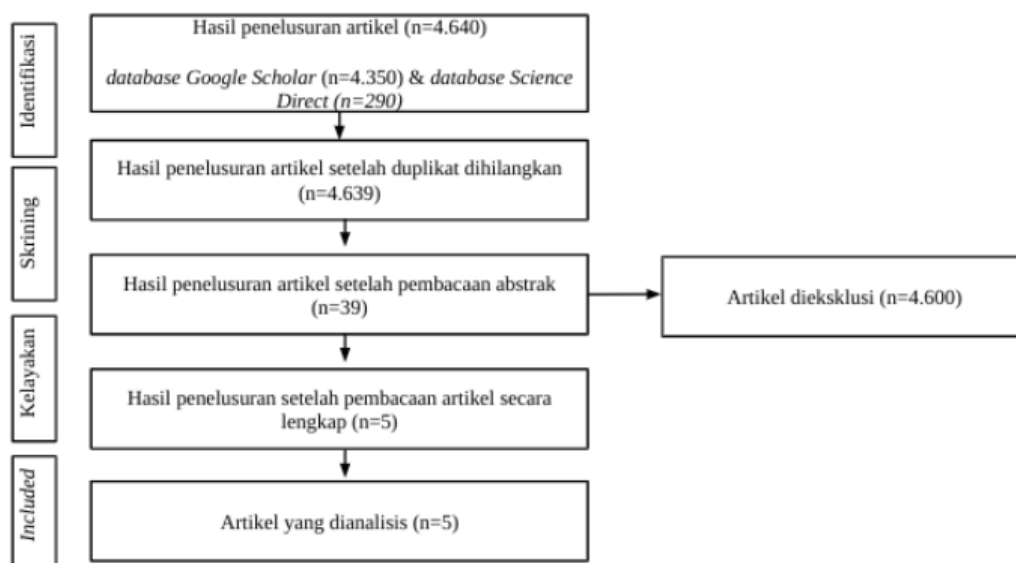 Identifikasi
Hasil penelusuran artikel (n=4.640)
database Google Scholar (n=4.350) & database Science
Direct (n=290)
Skrining
Hasil penelusuran artikel setelah duplikat dihilangkan
(n=4.639)
Hasil penelusuran artikel setelah pembacaan abstrak
(n=39)
Artikel dieksklusi (n=4.600)
Kelayakan
Hasil penelusuran setelah pembacaan artikel secara
lengkap (n=5)
Included
Artikel yang dianalisis (n=5)